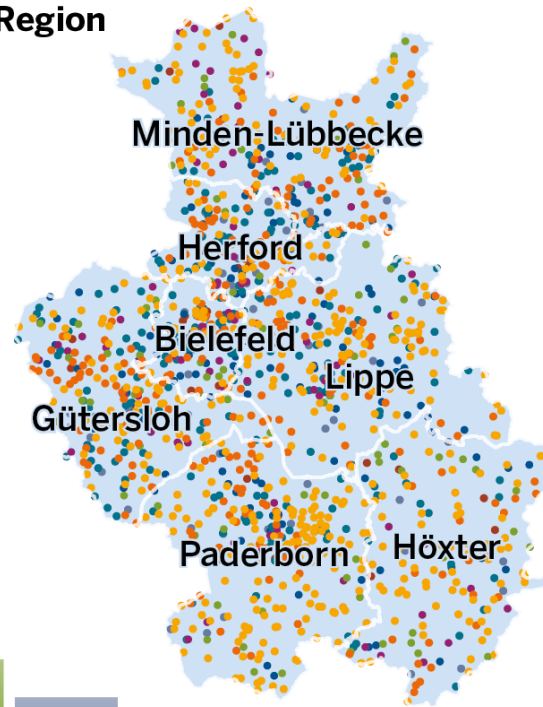 Region
Minden-Lübbecke
Herford
Bielefeld
Lippe
Gütersloh
Paderborn
Höxter